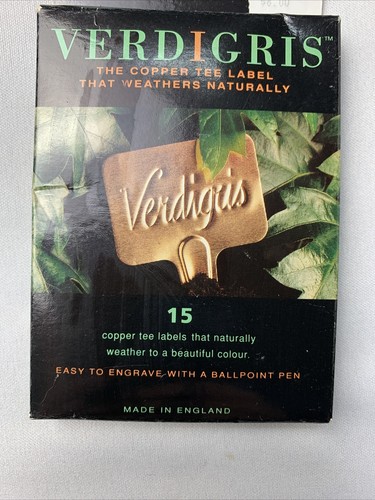 VERDIGRIS™
THE COPPER TEE LABEL
THAT WEATHERS NATURALLY
Verdigris
15
copper tee labels that naturally
weather to a beautiful colour.
EASY TO ENGRAVE WITH A BALLPOINT PEN
MADE IN ENGLAND